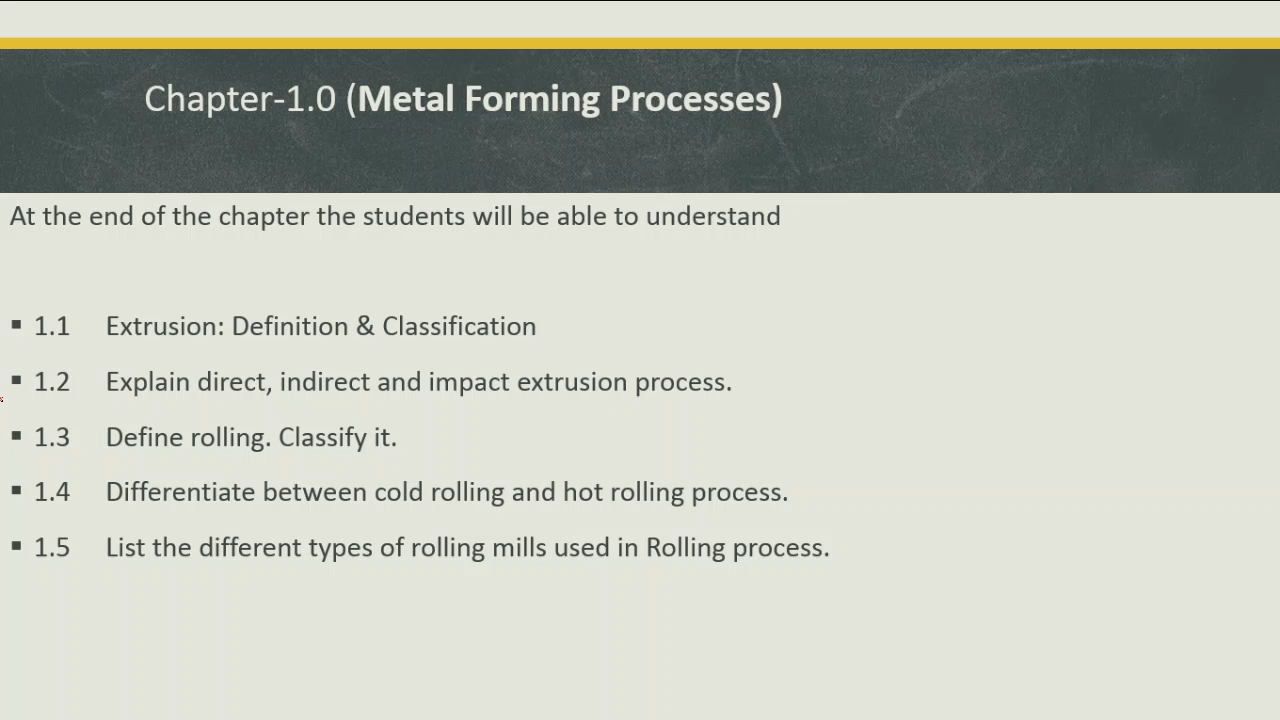 Chapter-1.0 (Metal Forming Processes)
At the end of the chapter the students will be able to understand
▪ 1.1 Extrusion: Definition & Classification
▪ 1.2 Explain direct, indirect and impact extrusion process.
▪ 1.3 Define rolling. Classify it.
▪ 1.4 Differentiate between cold rolling and hot rolling process.
▪ 1.5 List the different types of rolling mills used in Rolling process.